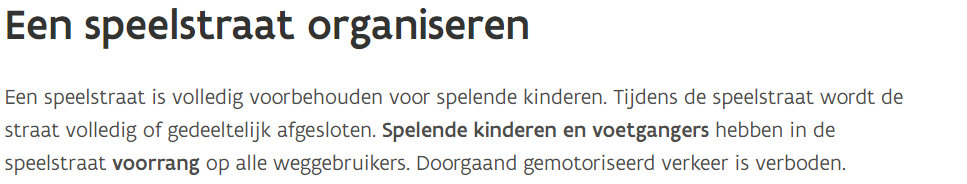 Een speelstraat organiseren
Een speelstraat is volledig voorbehouden voor spelende kinderen. Tijdens de speelstraat wordt de
straat volledig of gedeeltelijk afgesloten. Spelende kinderen en voetgangers hebben in de
speelstraat voorrang op alle weggebruikers. Doorgaand gemotoriseerd verkeer is verboden.